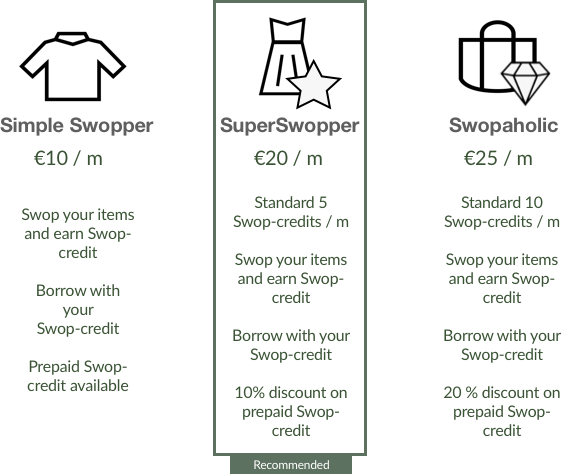 Simple Swopper
€10 / m
Swop your items
and earn Swop-
credit
Borrow with
your
Swop-credit
Prepaid Swop-
credit available
SuperSwopper
€20 / m
Standard 5
Swop-credits / m
Swop your items
and earn Swop-
credit
Borrow with your
Swop-credit
10% discount on
prepaid Swop-
credit
Recommended
Swopaholic
€25 / m
Standard 10
Swop-credits / m
Swop your items
and earn Swop-
credit
Borrow with your
Swop-credit
20 % discount on
prepaid Swop-
credit